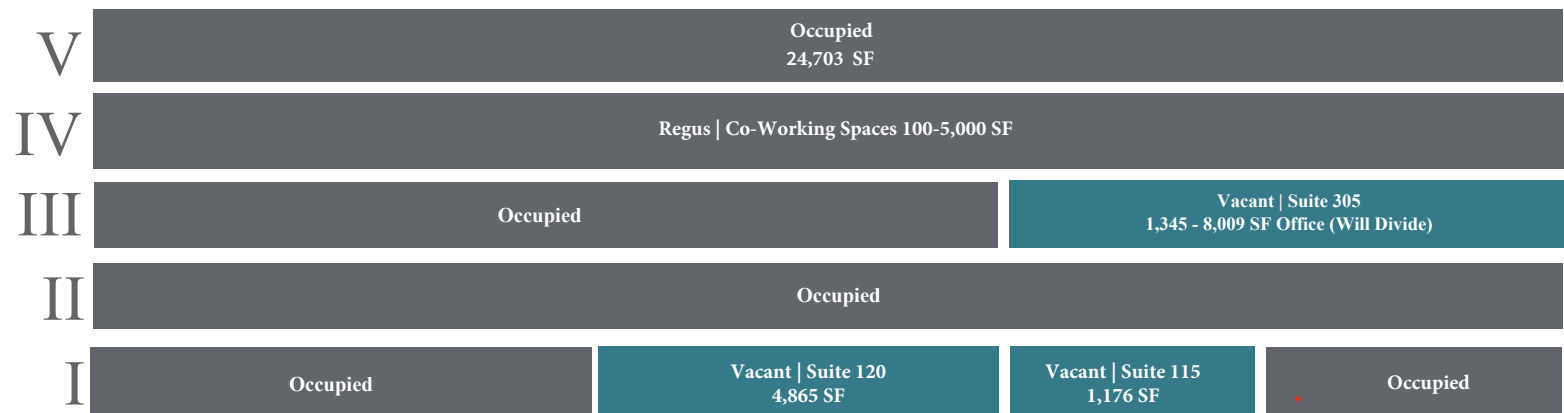 V
Occupied
24,703 SF
IV
Regus | Co-Working Spaces 100-5,000 SF
III
Occupied
Vacant | Suite 305
1,345 - 8,009 SF Office (Will Divide)
II
Occupied
I
Occupied
Vacant | Suite 120
4,865 SF
Vacant | Suite 115
1,176 SF
Occupied